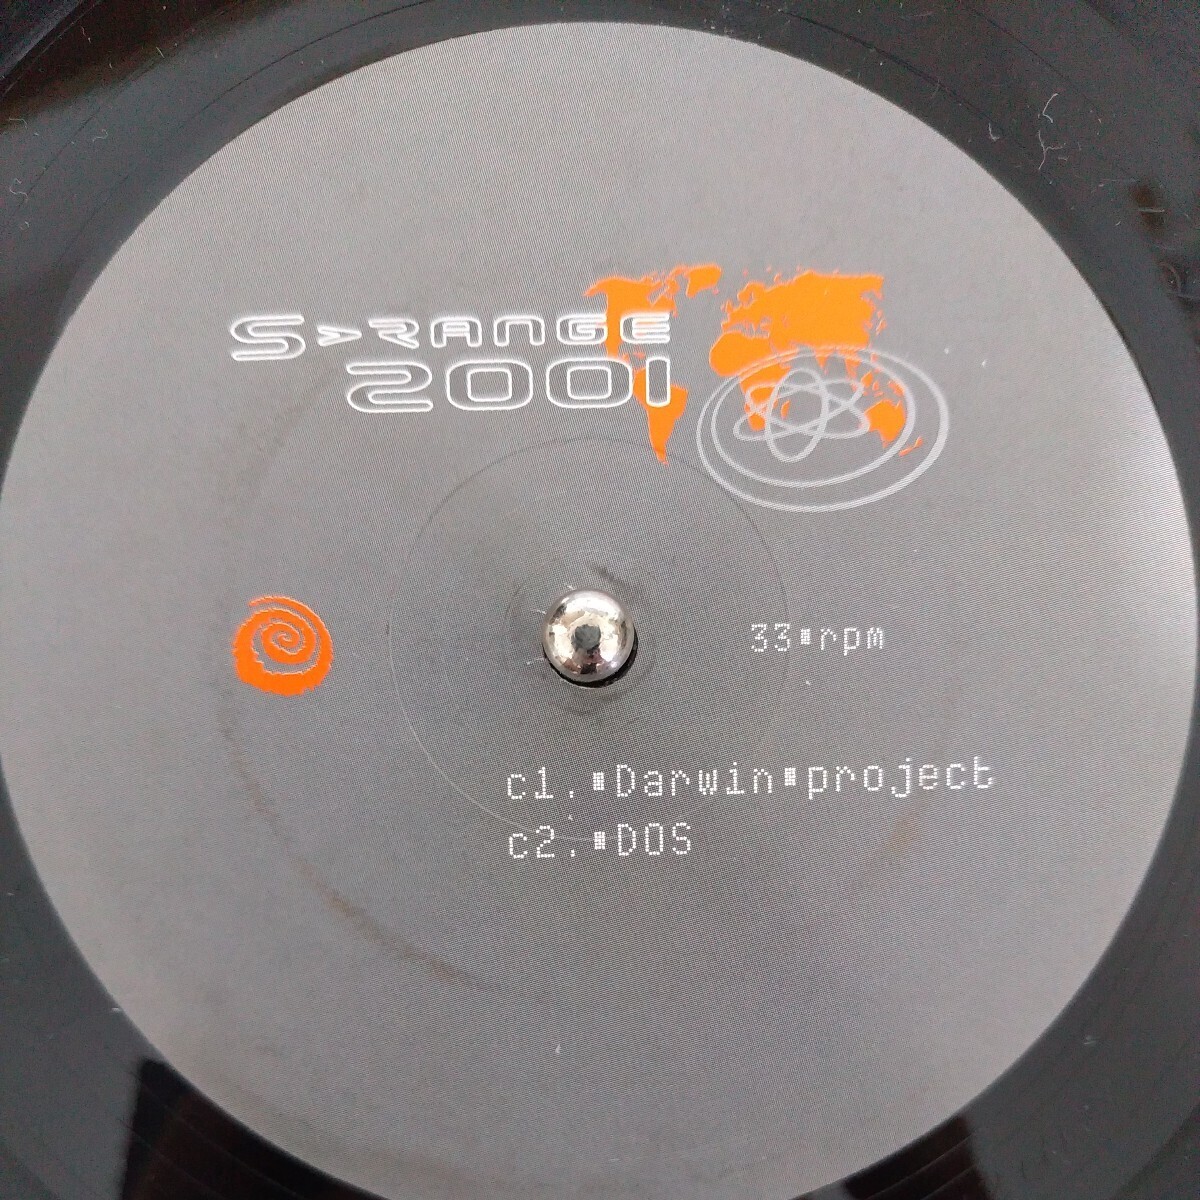 S>RANGE
2001
33▪rpm
c1.▪Darwin▪project
c2.▪DOS